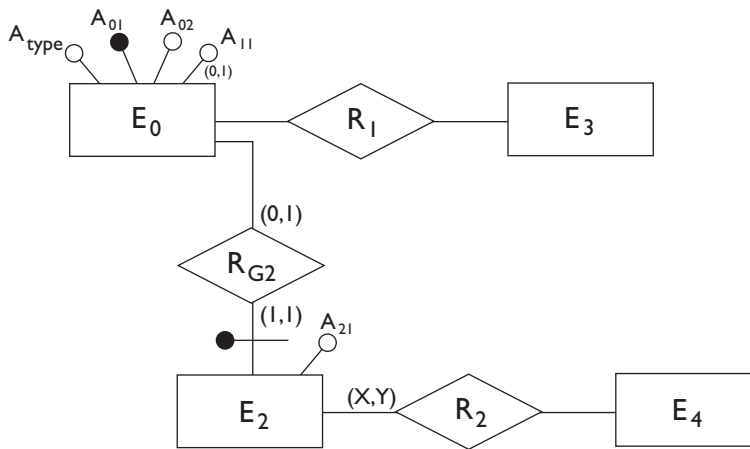 A_type A_01 A_02 A_11
(0,1)
E_0 R_1 E_3
(0,1)
R_G2
(1,1)
A_21
E_2 (X,Y) R_2 E_4